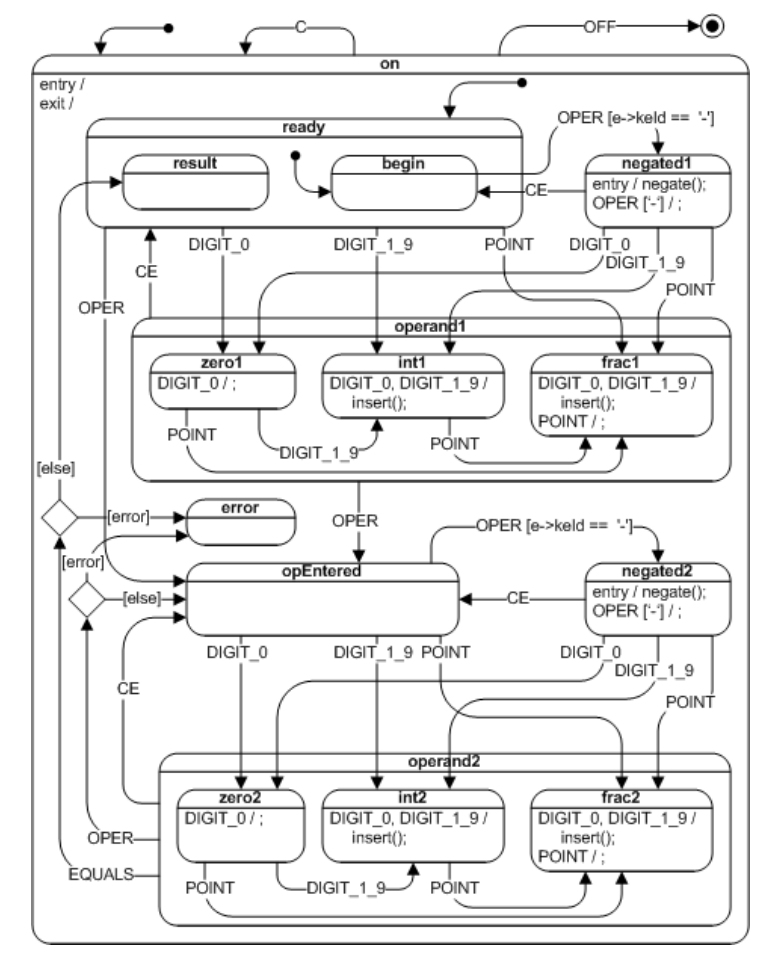 C
OFF
on
entry /
exit /
ready
OPER [e->keId == '-']
result
begin
negated1
entry / negate();
OPER ['-'] / ;
CE
DIGIT_0
DIGIT_1_9
POINT
DIGIT_0
DIGIT_1_9
CE
POINT
OPER
operand1
zero1
DIGIT_0 / ;
int1
DIGIT_0, DIGIT_1_9 /
insert();
frac1
DIGIT_0, DIGIT_1_9 /
insert();
POINT / ;
POINT
DIGIT_1_9
POINT
[else]
[error]
error
OPER
OPER [e->keId == '-']
[error]
opEntered
negated2
entry / negate();
OPER ['-'] / ;
[else]
CE
DIGIT_0
DIGIT_1_9
POINT
DIGIT_0
DIGIT_1_9
CE
POINT
operand2
zero2
DIGIT_0 / ;
int2
DIGIT_0, DIGIT_1_9 /
insert();
frac2
DIGIT_0, DIGIT_1_9 /
insert();
POINT / ;
OPER
EQUALS
POINT
DIGIT_1_9
POINT